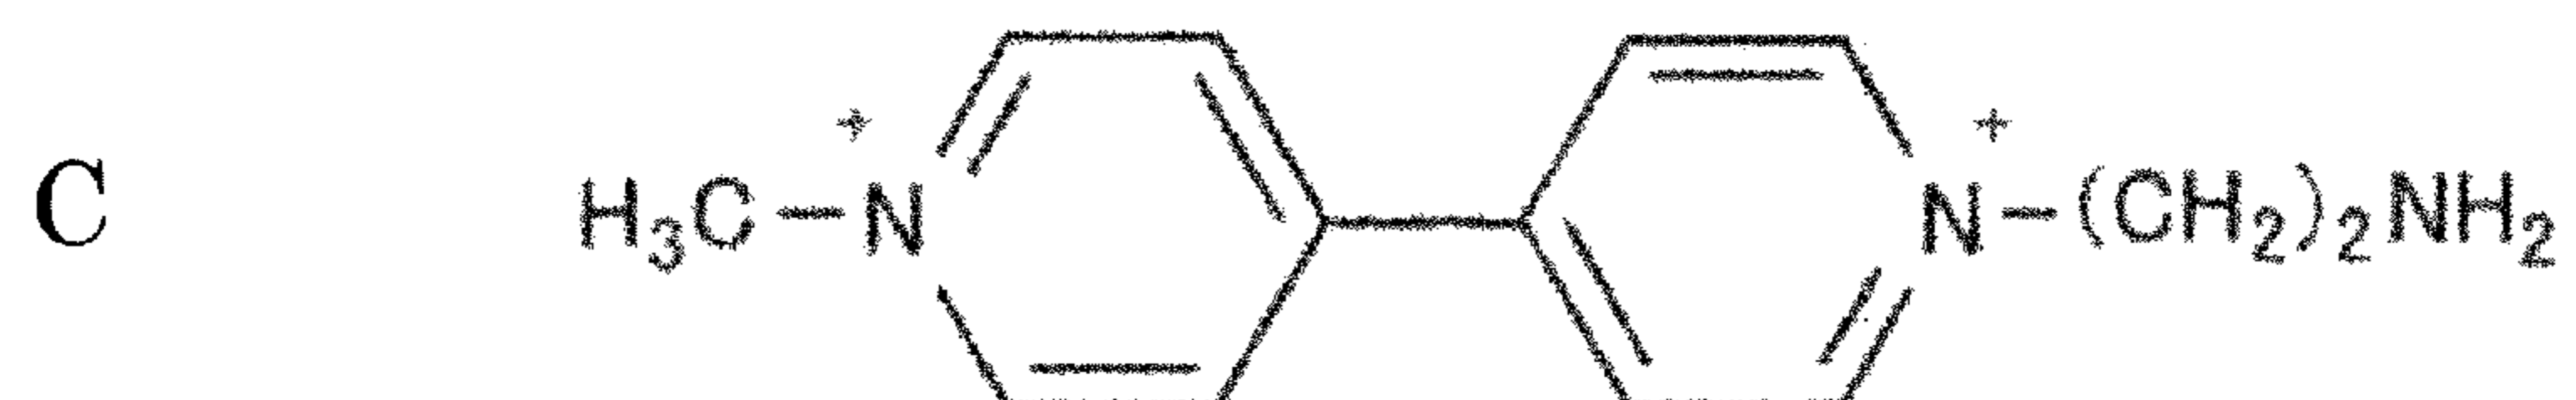 C
+ +
H₃C-N N-(CH₂)₂NH₂